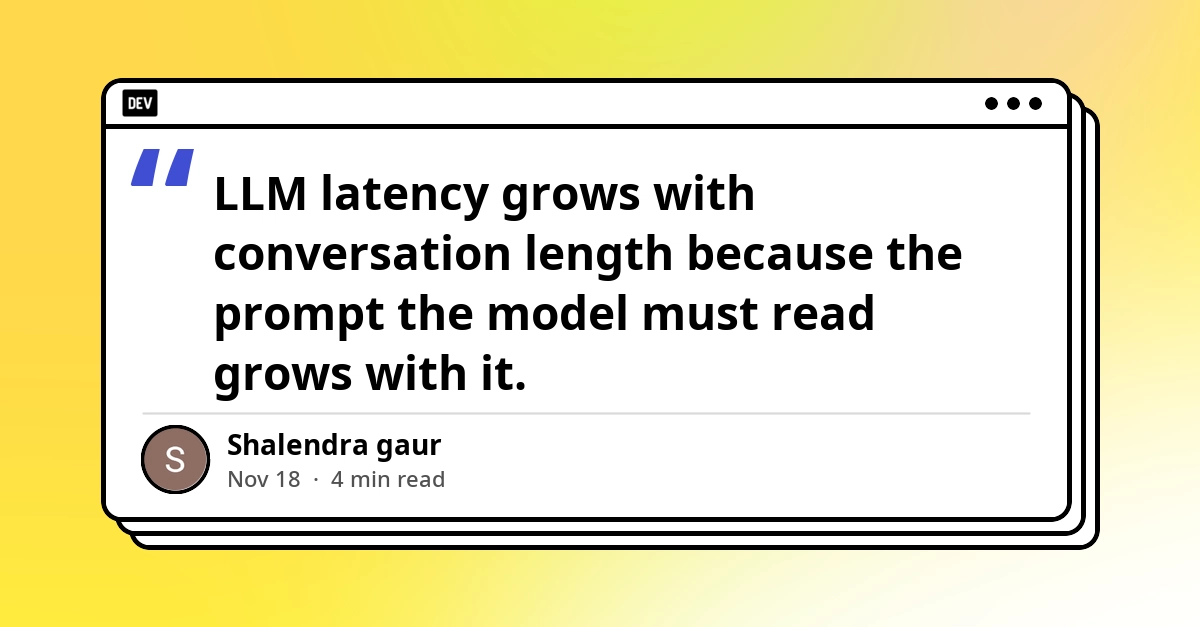 DEV
“
LLM latency grows with
conversation length because the
prompt the model must read
grows with it.
S
Shalendra gaur
Nov 18 · 4 min read